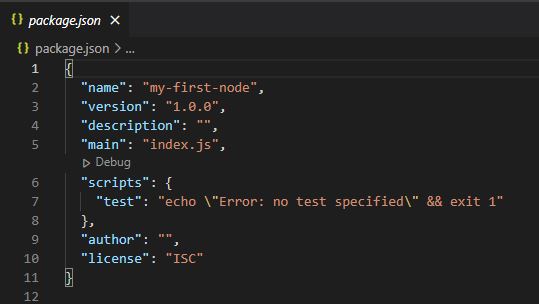 {} package.json ×
{} package.json > ...
1 {
2 "name": "my-first-node",
3 "version": "1.0.0",
4 "description": "",
5 "main": "index.js",
▷ Debug
6 "scripts": {
7 "test": "echo \"Error: no test specified\" && exit 1"
8 },
9 "author": "",
10 "license": "ISC"
11 }
12